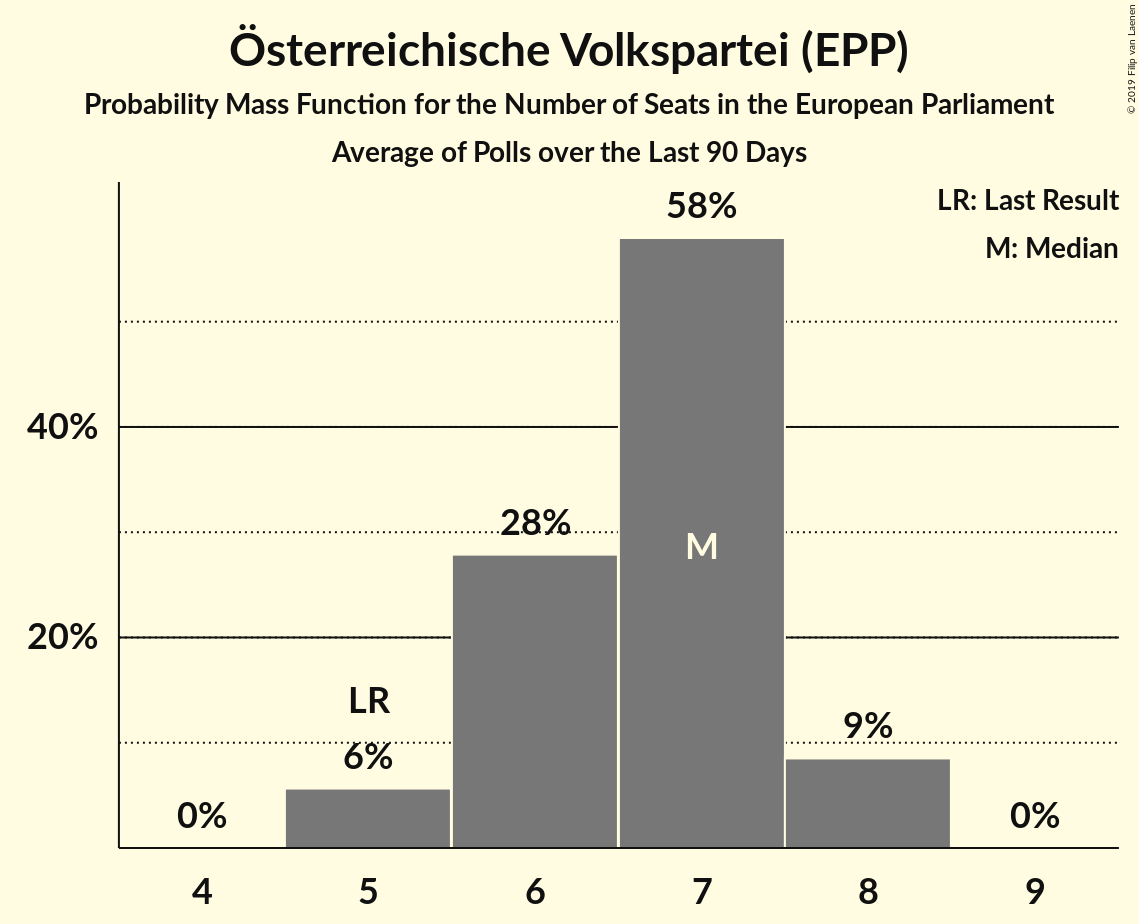 Österreichische Volkspartei (EPP)
Probability Mass Function for the Number of Seats in the European Parliament
Average of Polls over the Last 90 Days
© 2019 Filip van Laenen
LR: Last Result
M: Median
58%
40%
28%
M
20%
LR
9%
6%
0%
0%
4 5 6 7 8 9